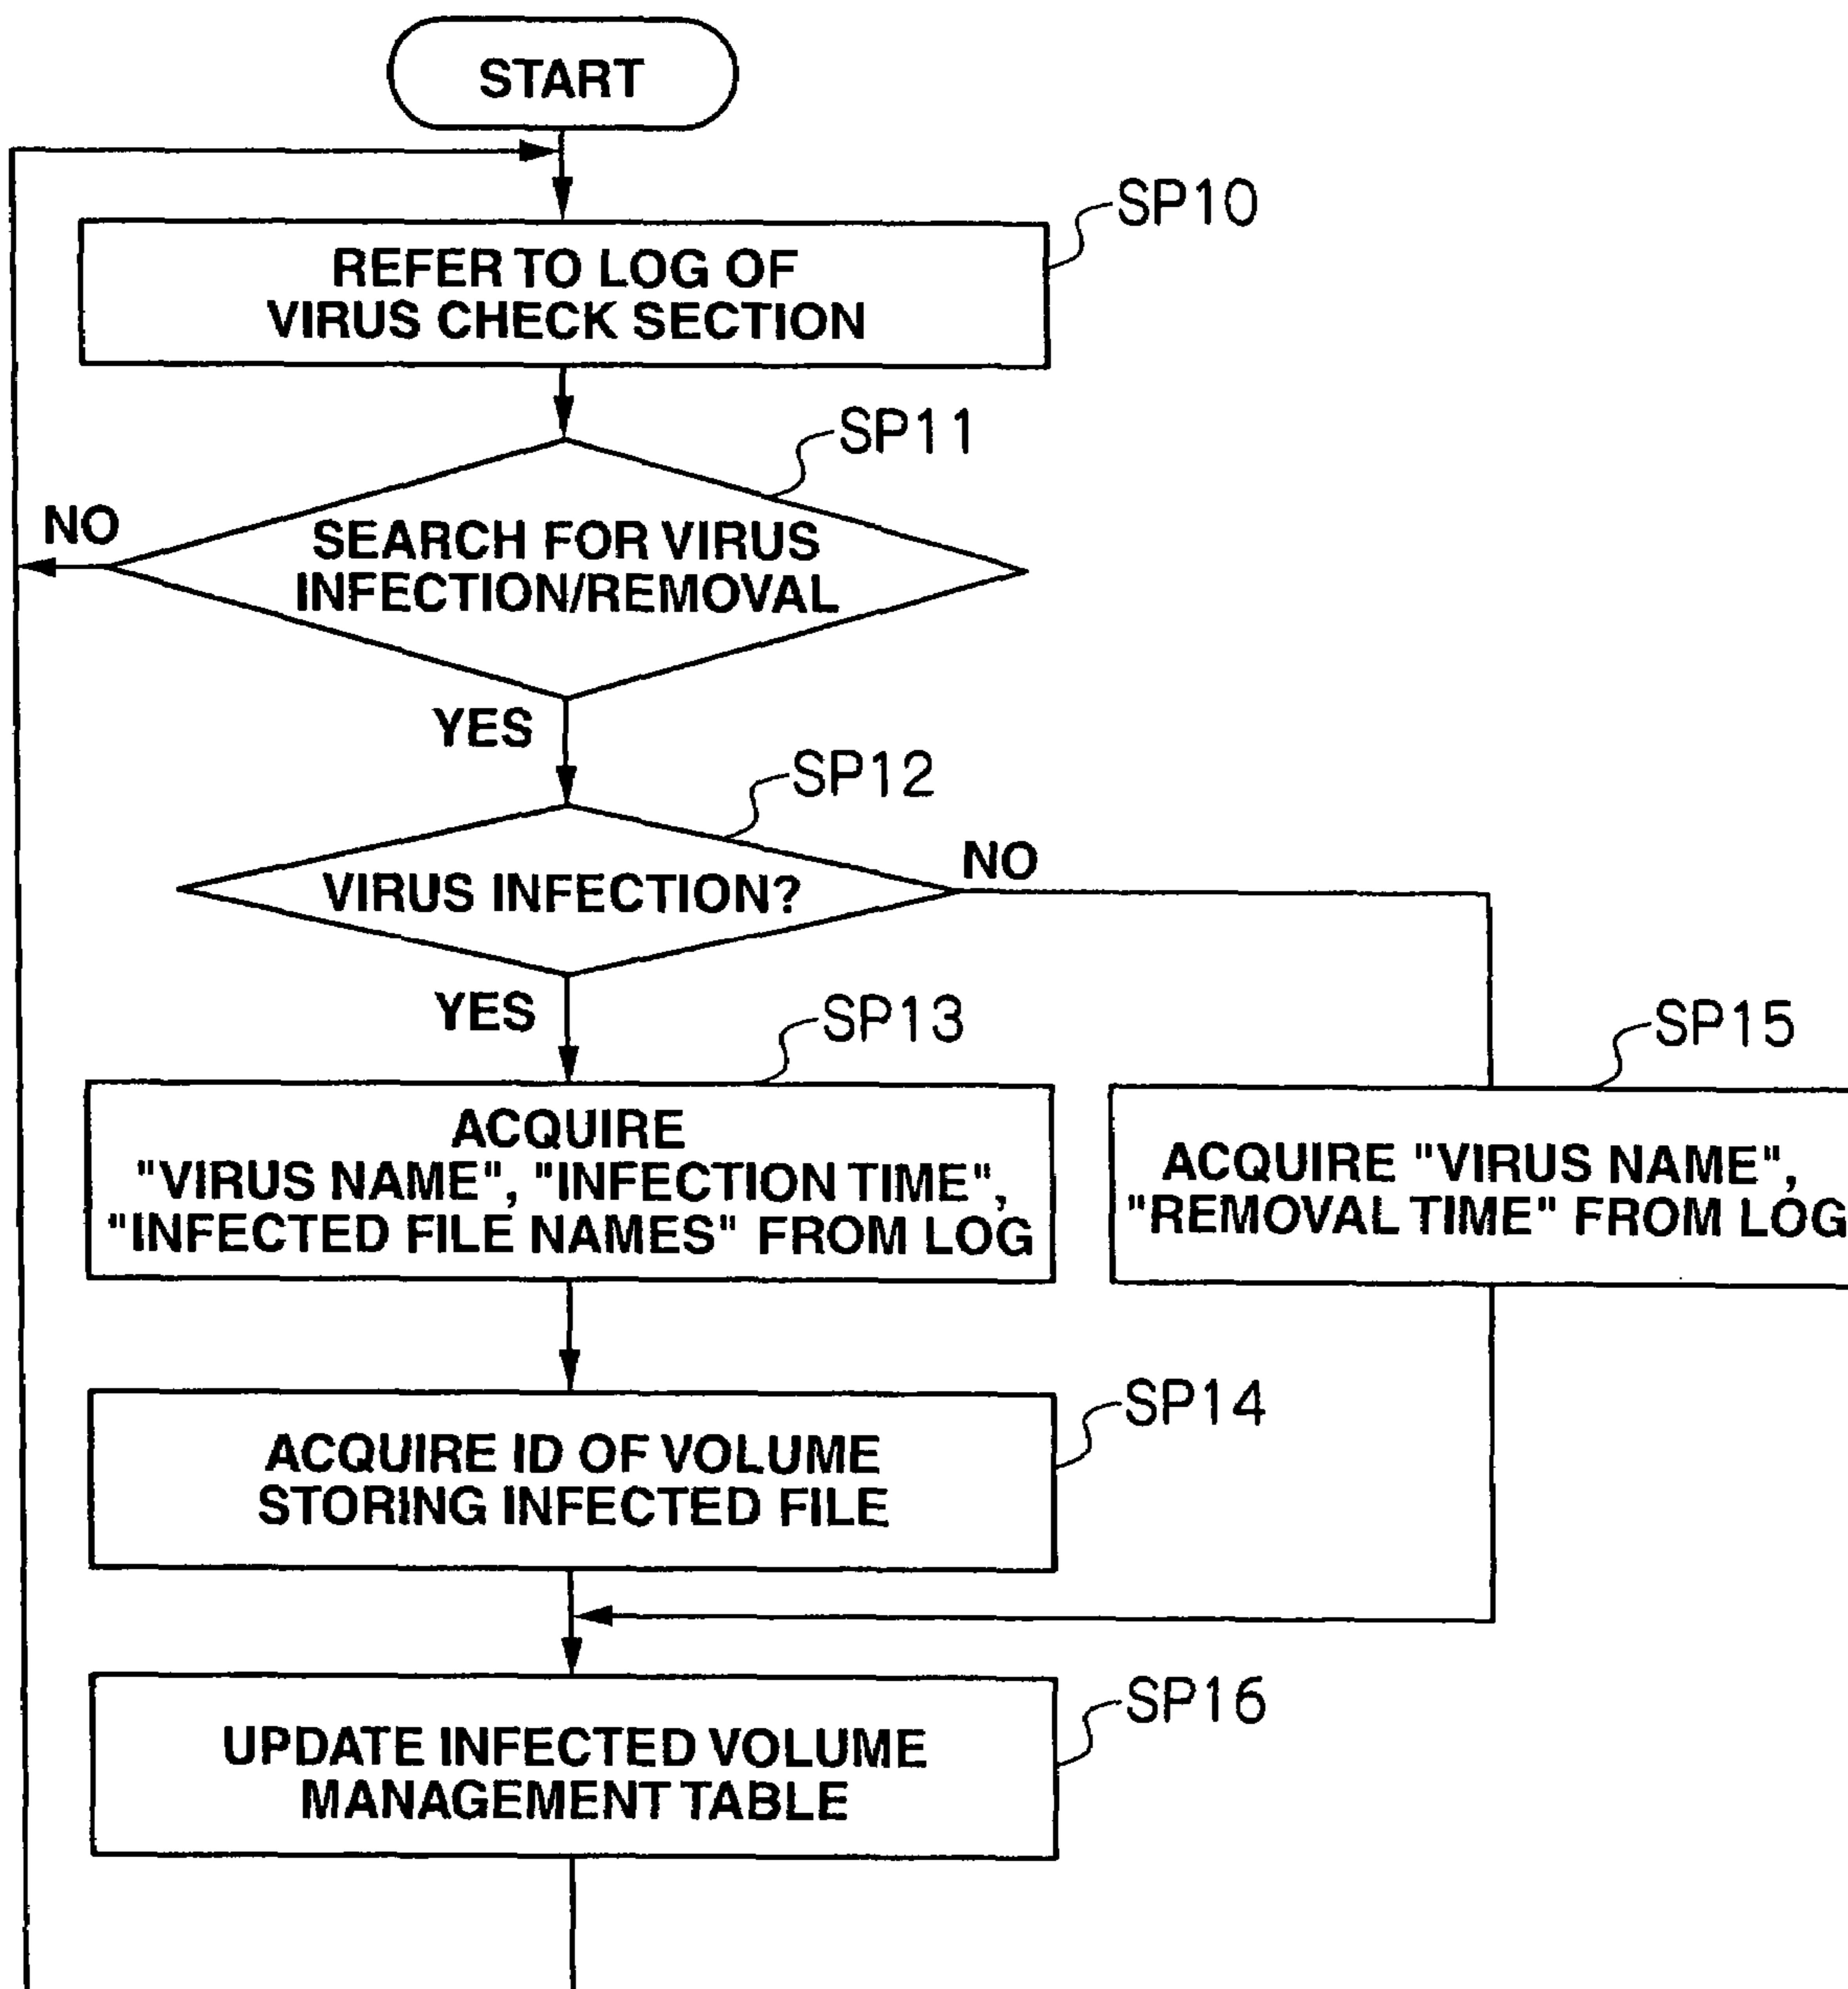 START
SP10
REFER TO LOG OF
VIRUS CHECK SECTION
SP11
NO
SEARCH FOR VIRUS
INFECTION/REMOVAL
YES
SP12
NO
VIRUS INFECTION?
YES
SP13
SP15
ACQUIRE
"VIRUS NAME", "INFECTION TIME",
"INFECTED FILE NAMES" FROM LOG
ACQUIRE "VIRUS NAME",
"REMOVAL TIME" FROM LOG
SP14
ACQUIRE ID OF VOLUME
STORING INFECTED FILE
SP16
UPDATE INFECTED VOLUME
MANAGEMENT TABLE